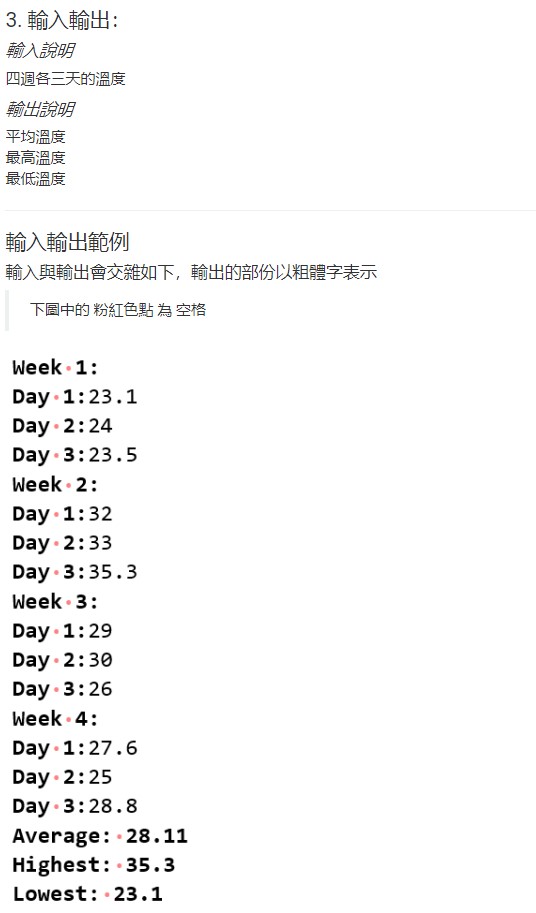 3. 輸入輸出：
輸入說明
四週各三天的溫度
輸出說明
平均溫度
最高溫度
最低溫度
輸入輸出範例
輸入與輸出會交雜如下，輸出的部份以粗體字表示
下圖中的 粉紅色點 為 空格
Week·1:
Day·1:23.1
Day·2:24
Day·3:23.5
Week·2:
Day·1:32
Day·2:33
Day·3:35.3
Week·3:
Day·1:29
Day·2:30
Day·3:26
Week·4:
Day·1:27.6
Day·2:25
Day·3:28.8
Average:·28.11
Highest:·35.3
Lowest:·23.1